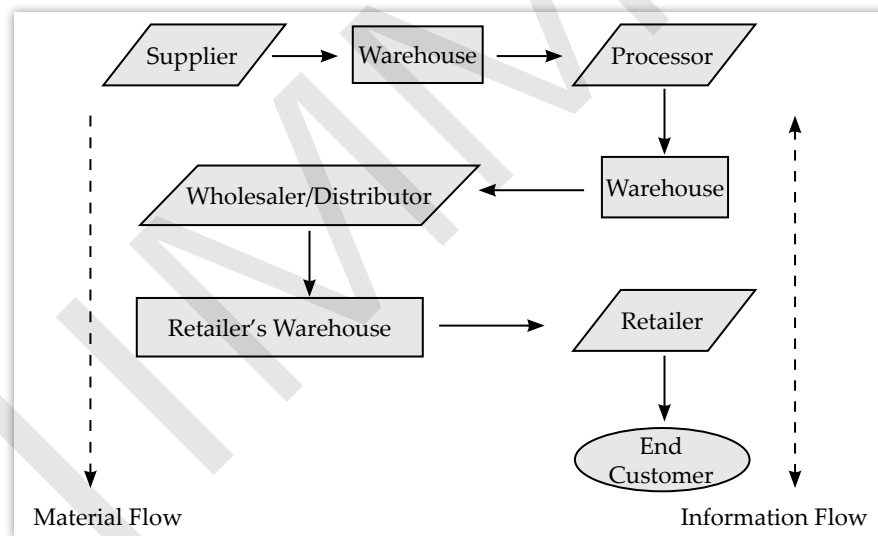 Supplier
Warehouse
Processor
Wholesaler/Distributor
Warehouse
Retailer's Warehouse
Retailer
End
Customer
Material Flow
Information Flow